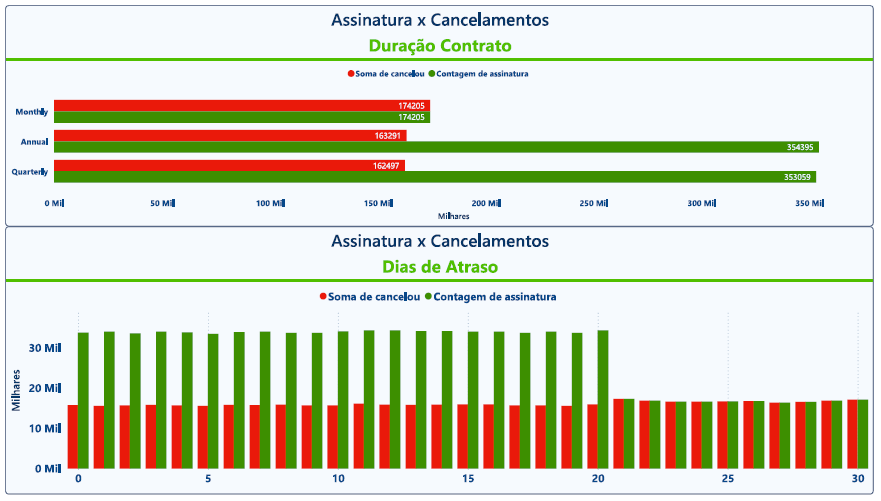 Assinatura x Cancelamentos
Duração Contrato
Soma de cancelou Contagem de assinatura
Monthly 174205
174205
Annual 163291
354395
Quarterly 162497
353059
0 Mil 50 Mil 100 Mil 150 Mil 200 Mil 250 Mil 300 Mil 350 Mil
Milhares
Assinatura x Cancelamentos
Dias de Atraso
Soma de cancelou Contagem de assinatura
Milhares
30 Mil
20 Mil
10 Mil
0 Mil
0 5 10 15 20 25 30